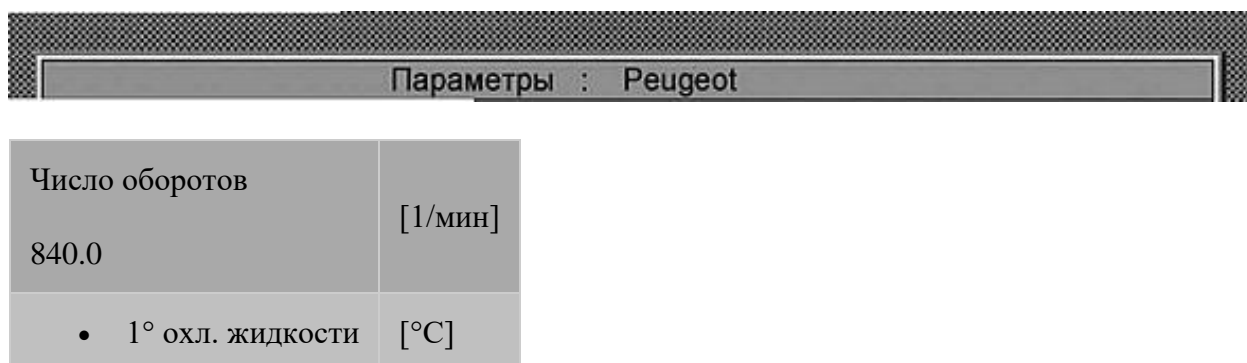 Параметры : Peugeot
Число оборотов
840.0
[1/мин]
• 1° охл. жидкости [°C]